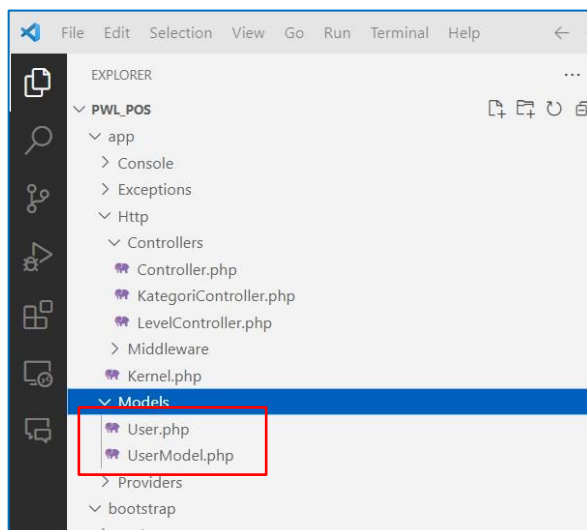 File Edit Selection View Go Run Terminal Help
EXPLORER
PWL_POS
app
Console
Exceptions
Http
Controllers
Controller.php
KategoriController.php
LevelController.php
Middleware
Kernel.php
Models
User.php
UserModel.php
Providers
bootstrap